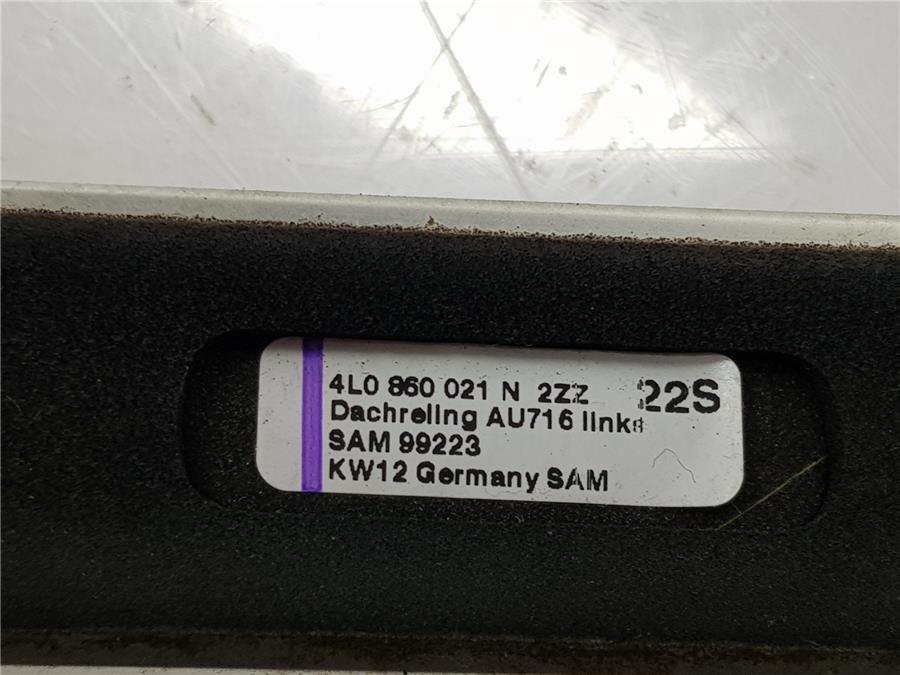 4L0 860 021 N 2ZZ 22S
Dachreling AU716 links
SAM 99223
KW12 Germany SAM